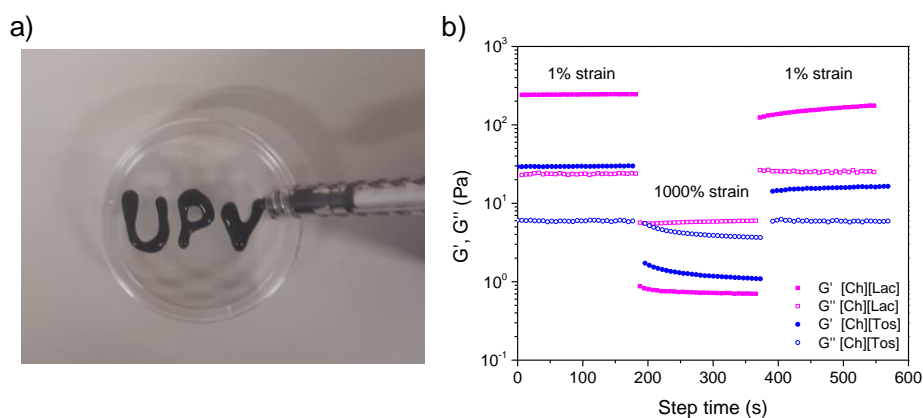 a)
UPV
b)
G', G'' (Pa)
10³
10²
10¹
10⁰
10⁻¹
1% strain
1% strain
1000% strain
G' [Ch][Lac]
G'' [Ch][Lac]
G' [Ch][Tos]
G'' [Ch][Tos]
0 100 200 300 400 500 600
Step time (s)